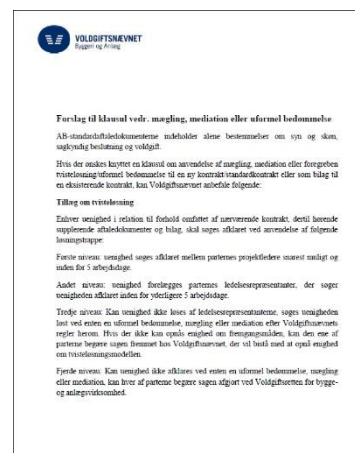 VOLDGIFTSNÆVNET
Byggeri og Anlæg
Forslag til klausul vedr. mægling, mediation eller uformel bedømmelse
AB-standardaftaledokumenterne indeholder alene bestemmelser om syn og skøn,
sagkyndig beslutning og voldgift.
Hvis der ønskes knyttet en klausul om anvendelse af mægling, mediation eller foregreben
tvisteløsning/uformel bedømmelse til en ny kontrakt/standardkontrakt eller som bilag til
en eksisterende kontrakt, kan Voldgiftsnævnet anbefale følgende:
Tillæg om tvisteløsning
Enhver uenighed i relation til forhold omfattet af nærværende kontrakt, dertil hørende
supplerende aftaledokumenter og bilag, skal søges afklaret ved anvendelse af følgende
løsningstrappe:
Første niveau: uenighed søges afklaret mellem parternes projektledere snarest muligt og
inden for 5 arbejdsdage.
Andet niveau: uenighed forelægges parternes ledelsesrepræsentanter, der søger
uenigheden afklaret inden for yderligere 5 arbejdsdage.
Tredje niveau: Kan uenighed ikke løses af ledelsesrepræsentanterne, søges uenigheden
løst ved enten en uformel bedømmelse, mægling eller mediation efter Voldgiftsnævnets
regler herom. Hvis der ikke kan opnås enighed om fremgangsmåden, kan den ene af
parterne begære sagen fremmet hos Voldgiftsnævnet, der vil bistå med at opnå enighed
om tvisteløsningsmodellen.
Fjerde niveau: Kan uenighed ikke afklares ved enten en uformel bedømmelse, mægling
eller mediation, kan hver af parterne begære sagen afgjort ved Voldgiftsretten for bygge-
og anlægsvirksomhed.